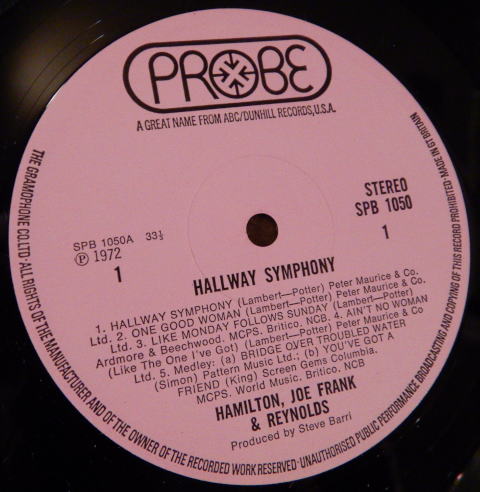 PROBE
A GREAT NAME FROM ABC/DUNHILL RECORDS, U.S.A.
STEREO
SPB 1050
1
SPB 1050A 33⅓
Ⓟ 1972
1
HALLWAY SYMPHONY
1. HALLWAY SYMPHONY (Lambert—Potter) Peter Maurice & Co.
Ltd. 2. ONE GOOD WOMAN (Lambert—Potter) Peter Maurice & Co.
Ltd. 3. LIKE MONDAY FOLLOWS SUNDAY (Lambert—Potter)
Ardmore & Beechwood. MCPS. Britico. NCB. 4. AIN'T NO WOMAN
(Like The One I've Got) (Lambert—Potter) Peter Maurice & Co.
Ltd. 5. Medley: (a) BRIDGE OVER TROUBLED WATER
(Simon) Pattern Music Ltd.; (b) YOU'VE GOT A
FRIEND (King) Screen Gems Columbia.
MCPS. World Music. Britico. NCB
HAMILTON, JOE FRANK
& REYNOLDS
Produced by Steve Barri
THE GRAMOPHONE CO.LTD·ALL RIGHTS OF THE MANUFACTURER AND OF THE OWNER OF THE RECORDED WORK RESERVED·UNAUTHORISED PUBLIC PERFORMANCE BROADCASTING AND COPYING OF THIS RECORD PROHIBITED·MADE IN GT BRITAIN